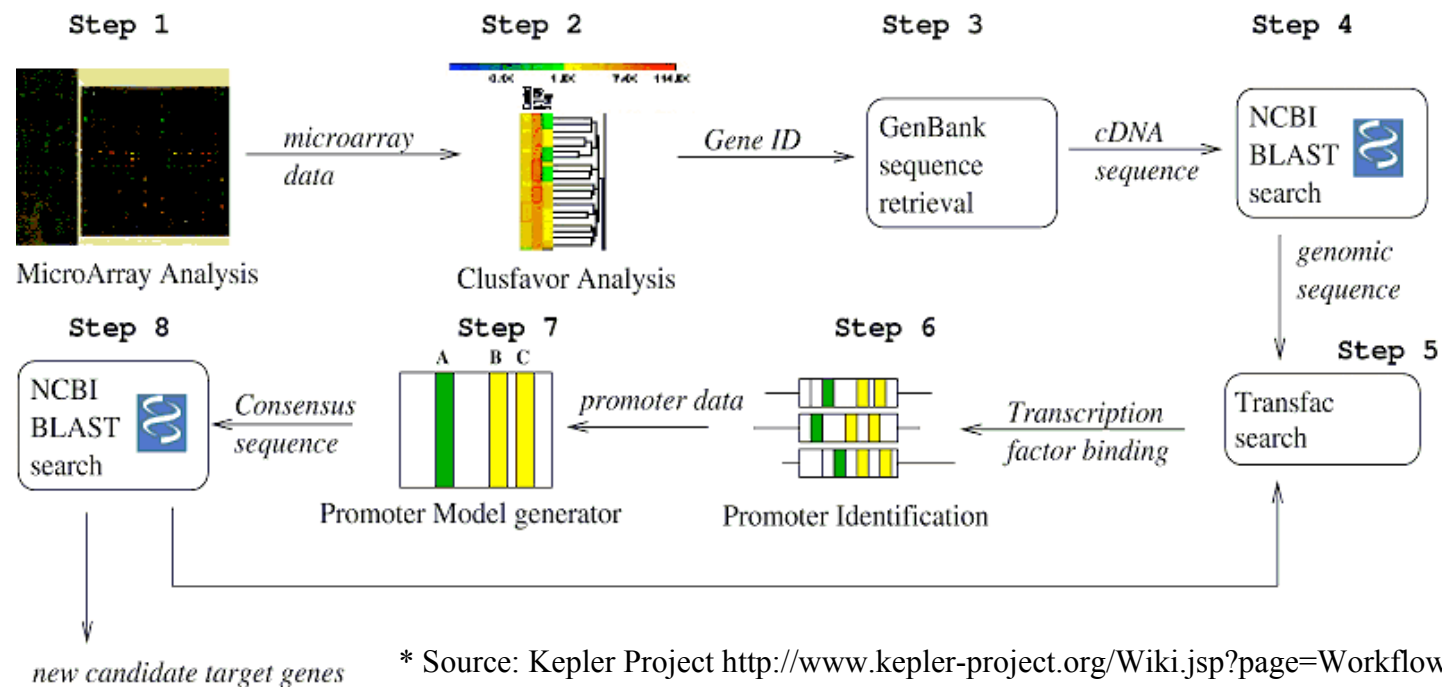 Step 1
Step 2
Step 3
Step 4
microarray
data
Gene ID
GenBank
sequence
retrieval
cDNA
sequence
NCBI
BLAST
search
MicroArray Analysis
Clusfavor Analysis
genomic
sequence
Step 8
Step 7
Step 6
Step 5
NCBI
BLAST
search
Consensus
sequence
A B C
promoter data
Transcription
factor binding
Transfac
search
Promoter Model generator
Promoter Identification
new candidate target genes
* Source: Kepler Project http://www.kepler-project.org/Wiki.jsp?page=Workflow